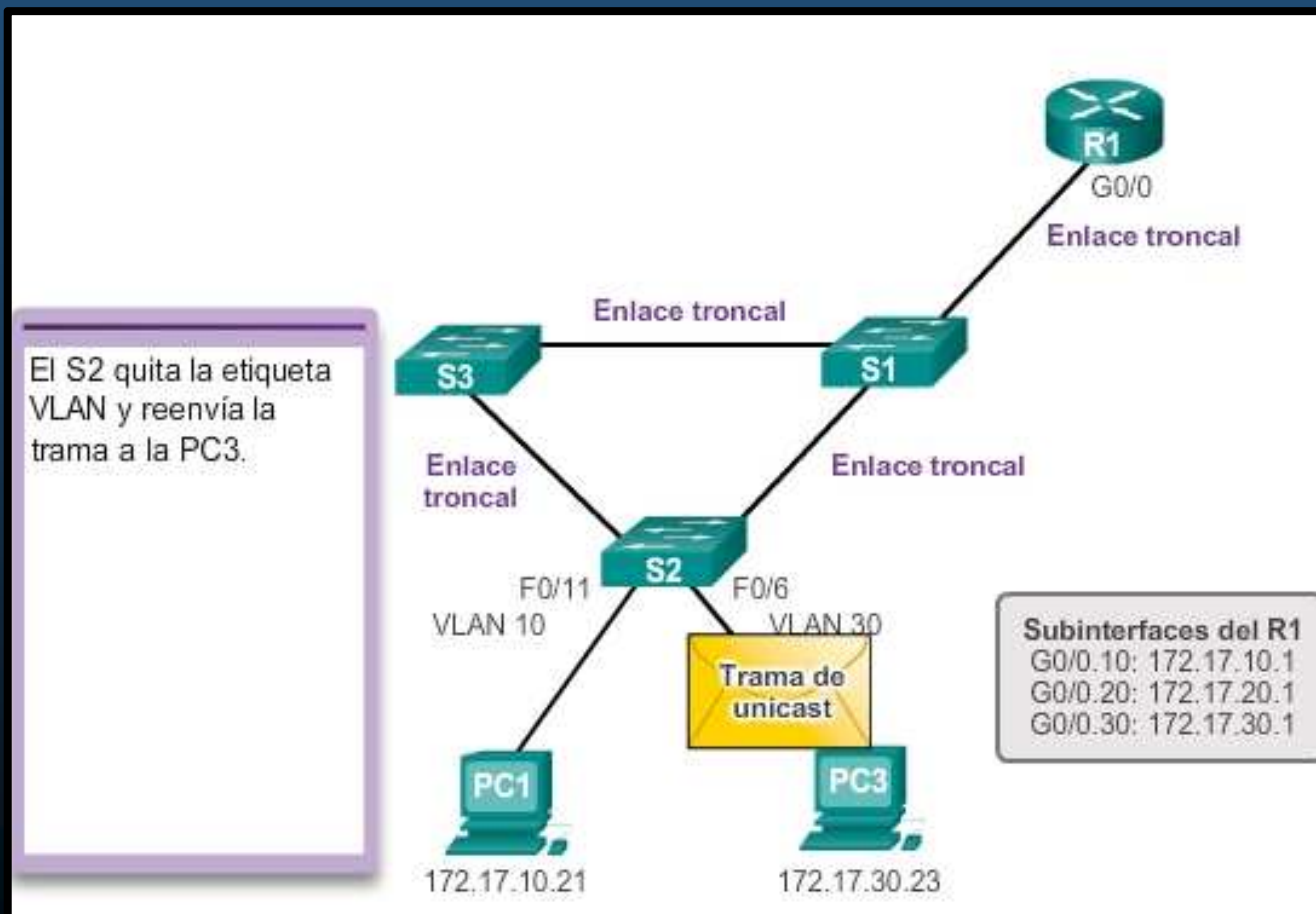 R1
G0/0
Enlace troncal
Enlace troncal
El S2 quita la etiqueta
VLAN y reenvía la
trama a la PC3.
S3
S1
Enlace
troncal
Enlace troncal
S2
F0/11
F0/6
VLAN 10
VLAN 30
Trama de
unicast
Subinterfaces del R1
G0/0.10: 172.17.10.1
G0/0.20: 172.17.20.1
G0/0.30: 172.17.30.1
PC1
PC3
172.17.10.21
172.17.30.23